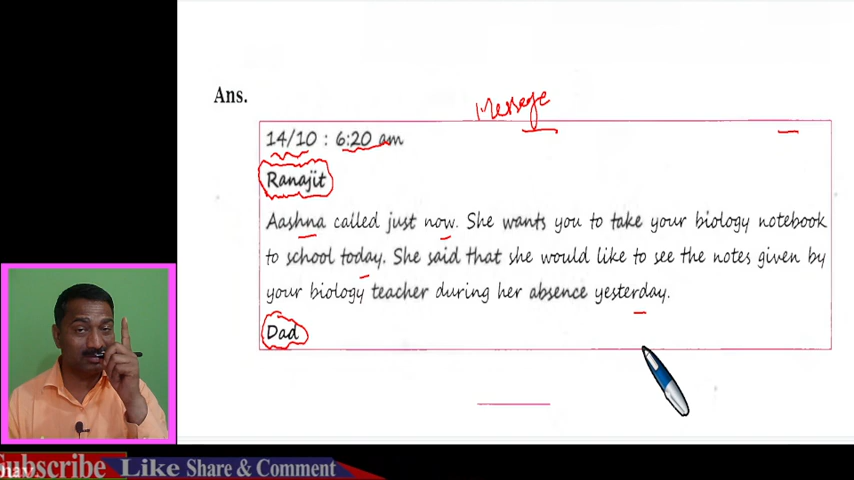 Ans.
Message
14/10 : 6:20 am
Ranajit
Aashna called just now. She wants you to take your biology notebook
to school today. She said that she would like to see the notes given by
your biology teacher during her absence yesterday.
Dad
Subscribe Like Share & Comment